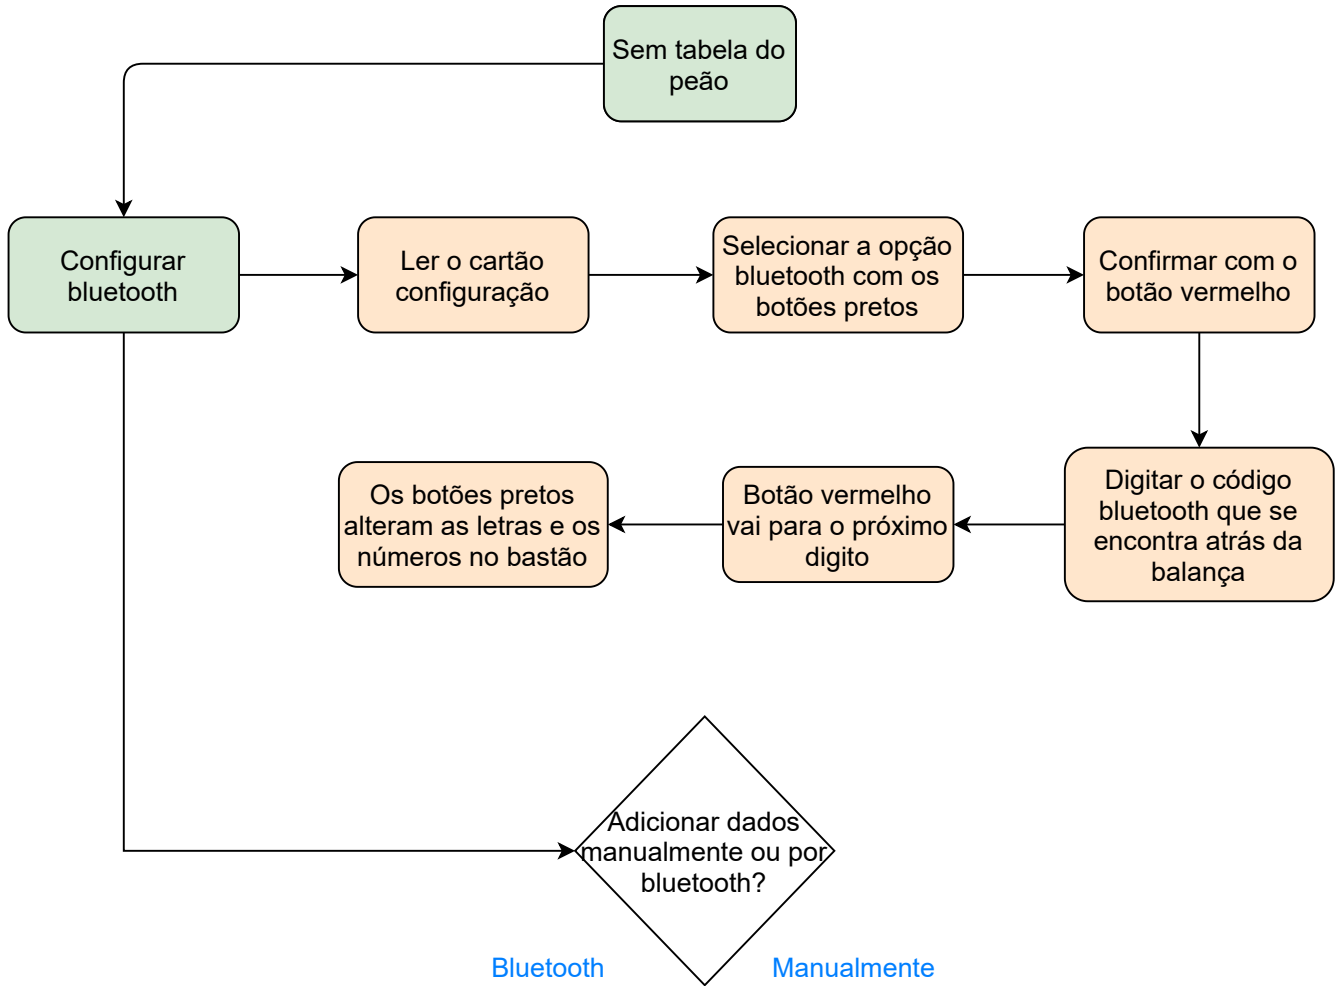 Sem tabela do
peão
Configurar
bluetooth
Ler o cartão
configuração
Selecionar a opção
bluetooth com os
botões pretos
Confirmar com o
botão vermelho
Digitar o código
bluetooth que se
encontra atrás da
balança
Botão vermelho
vai para o próximo
digito
Os botões pretos
alteram as letras e os
números no bastão
Adicionar dados
manualmente ou por
bluetooth?
Bluetooth
Manualmente